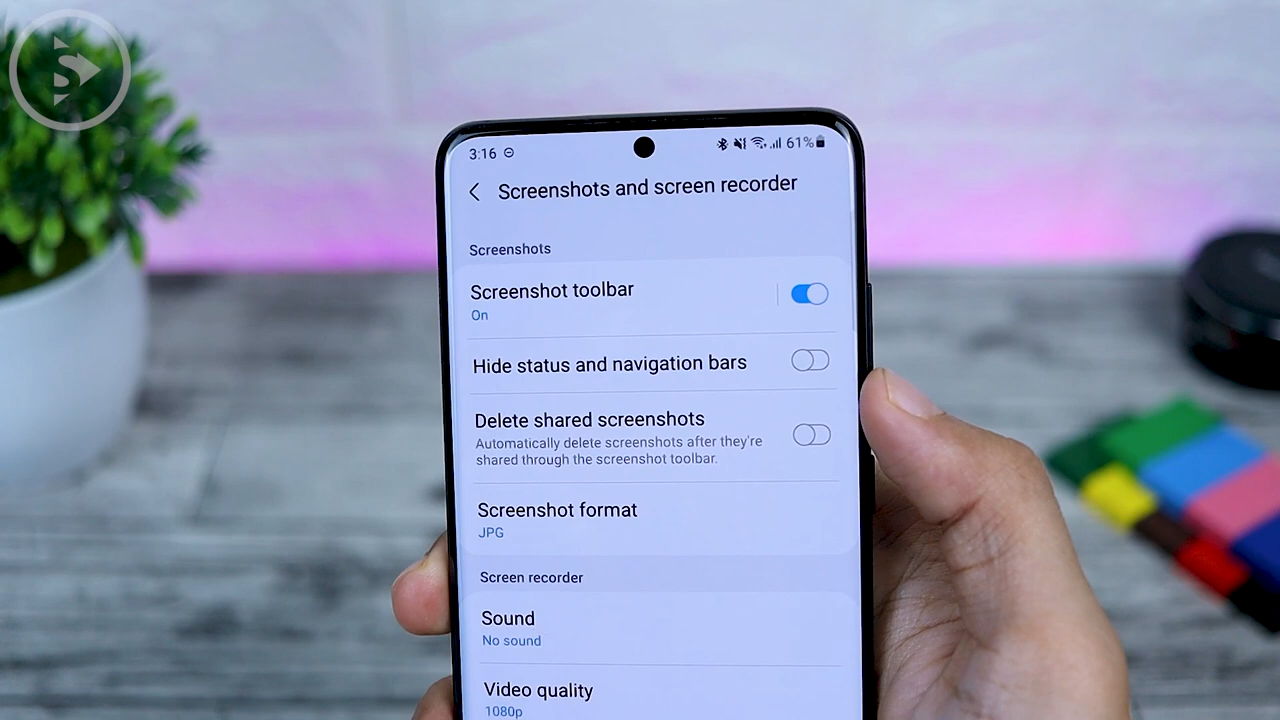 S
3:16
61%
Screenshots and screen recorder
Screenshots
Screenshot toolbar
On
Hide status and navigation bars
Delete shared screenshots
Automatically delete screenshots after they're
shared through the screenshot toolbar.
Screenshot format
JPG
Screen recorder
Sound
No sound
Video quality
1080p